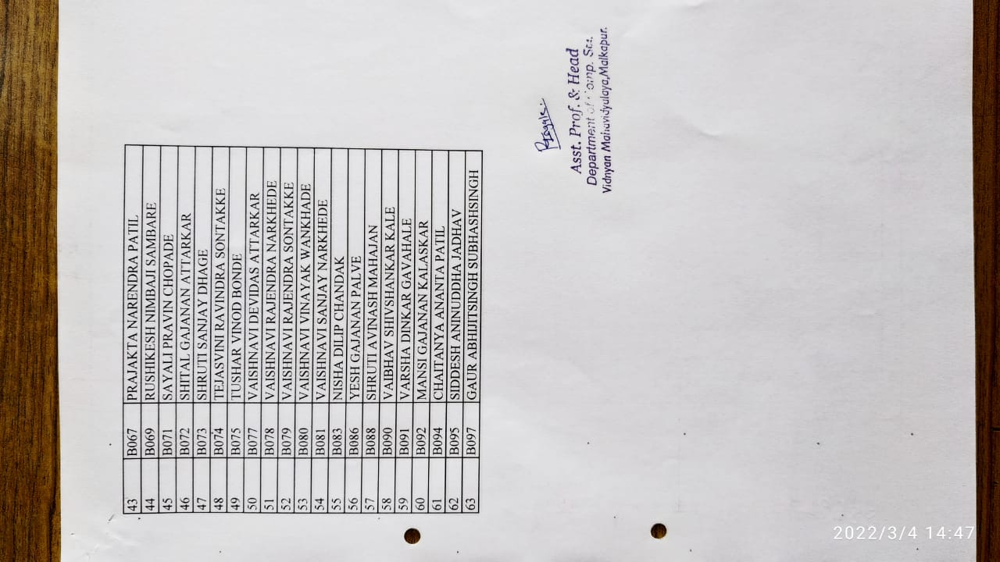 43 B067 PRAJAKTA NARENDRA PATIL
44 B069 RUSHIKESH NIMBAJI SAMBARE
45 B071 SAYALI PRAVIN CHOPADE
46 B072 SHITAL GAJANAN ATTARKAR
47 B073 SHRUTI SANJAY DHAGE
48 B074 TEJASVINI RAVINDRA SONTAKKE
49 B075 TUSHAR VINOD BONDE
50 B077 VAISHNAVI DEVIDAS ATTARKAR
51 B078 VAISHNAVI RAJENDRA NARKHEDE
52 B079 VAISHNAVI RAJENDRA SONTAKKE
53 B080 VAISHNAVI VINAYAK WANKHADE
54 B081 VAISHNAVI SANJAY NARKHEDE
55 B083 NISHA DILIP CHANDAK
56 B086 YESH GAJANAN PALVE
57 B088 SHRUTI AVINASH MAHAJAN
58 B090 VAIBHAV SHIVSHANKAR KALE
59 B091 VARSHA DINKAR GAVAHALE
60 B092 MANSI GAJANAN KALASKAR
61 B094 CHAITANYA ANANTA PATIL
62 B095 SIDDESH ANINUDDHA JADHAV
63 B097 GAUR ABHIJITSINGH SUBHASHSINGH
Asst. Prof. & Head
Department of Comp. Sci.
Vidnyan Mahavidyalaya,Malkapur.
2022/3/4 14:47